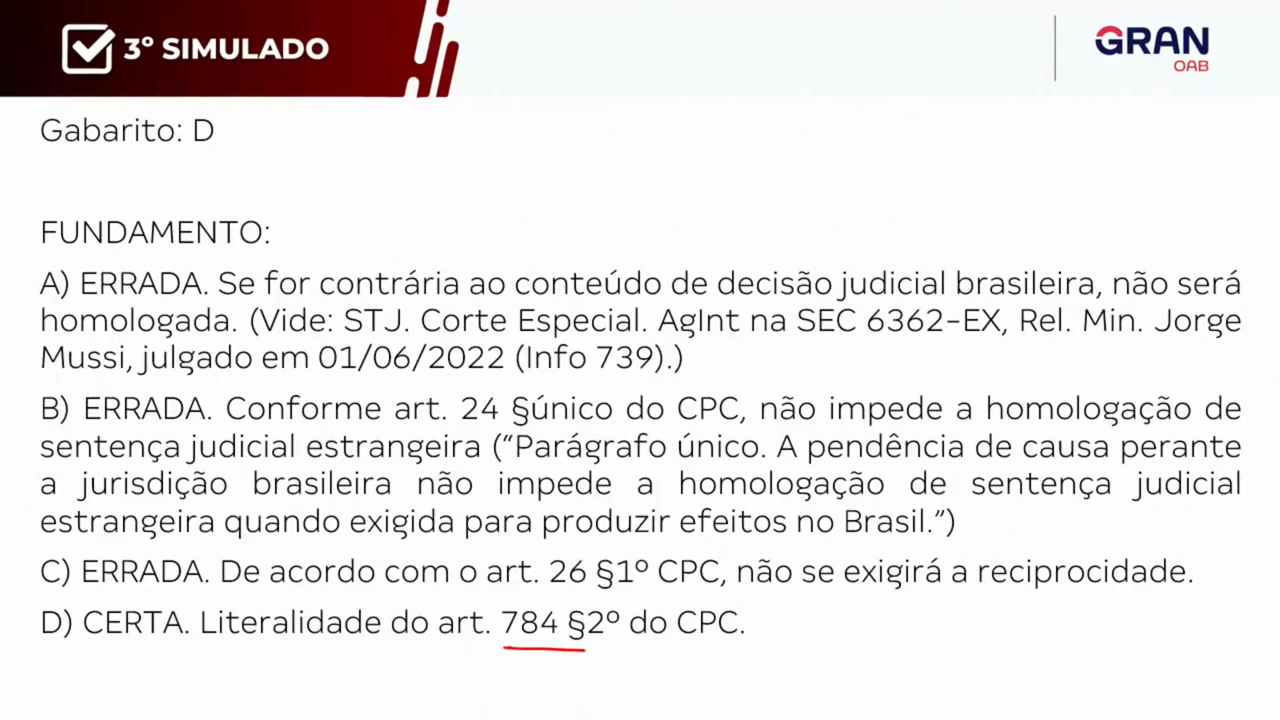 3º SIMULADO
GRAN
OAB
Gabarito: D
FUNDAMENTO:
A) ERRADA. Se for contrária ao conteúdo de decisão judicial brasileira, não será
homologada. (Vide: STJ. Corte Especial. AgInt na SEC 6362-EX, Rel. Min. Jorge
Mussi, julgado em 01/06/2022 (Info 739).)
B) ERRADA. Conforme art. 24 §único do CPC, não impede a homologação de
sentença judicial estrangeira (“Parágrafo único. A pendência de causa perante
a jurisdição brasileira não impede a homologação de sentença judicial
estrangeira quando exigida para produzir efeitos no Brasil.”)
C) ERRADA. De acordo com o art. 26 §1º CPC, não se exigirá a reciprocidade.
D) CERTA. Literalidade do art. 784 §2º do CPC.